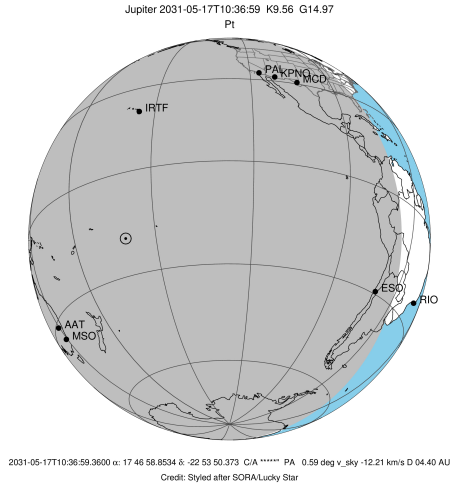 Jupiter 2031-05-17T10:36:59 K9.56 G14.97
Pt
PAL
KPNO
MCD
IRTF
ESO
RIO
AAT
MSO
2031-05-17T10:36:59.3600 α: 17 46 58.8534 δ: -22 53 50.373 C/A *****" PA 0.59 deg v_sky -12.21 km/s D 04.40 AU
Credit: Styled after SORA/Lucky Star